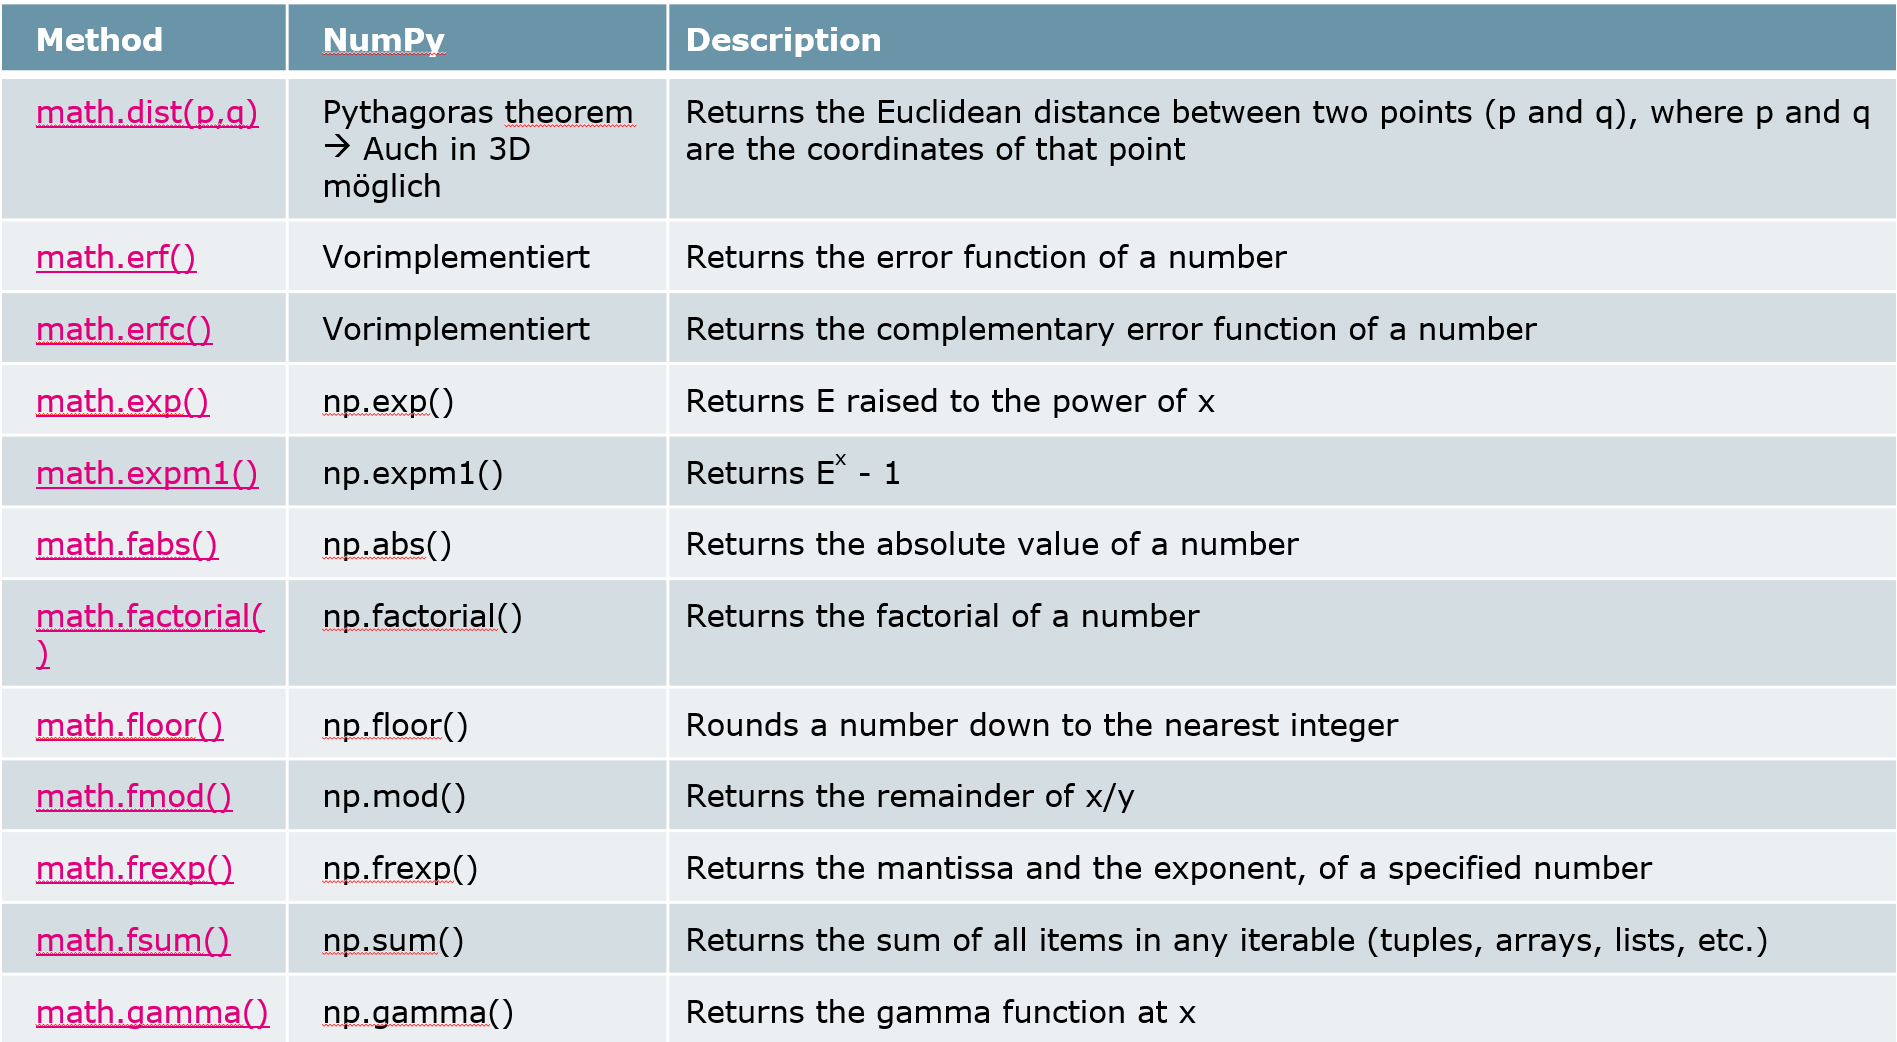 Method NumPy Description
math.dist(p,q) Pythagoras theorem Returns the Euclidean distance between two points (p and q), where p and q
→ Auch in 3D are the coordinates of that point
möglich
math.erf() Vorimplementiert Returns the error function of a number
math.erfc() Vorimplementiert Returns the complementary error function of a number
math.exp() np.exp() Returns E raised to the power of x
math.expm1() np.expm1() Returns Eˣ - 1
math.fabs() np.abs() Returns the absolute value of a number
math.factorial( np.factorial() Returns the factorial of a number
)
math.floor() np.floor() Rounds a number down to the nearest integer
math.fmod() np.mod() Returns the remainder of x/y
math.frexp() np.frexp() Returns the mantissa and the exponent, of a specified number
math.fsum() np.sum() Returns the sum of all items in any iterable (tuples, arrays, lists, etc.)
math.gamma() np.gamma() Returns the gamma function at x